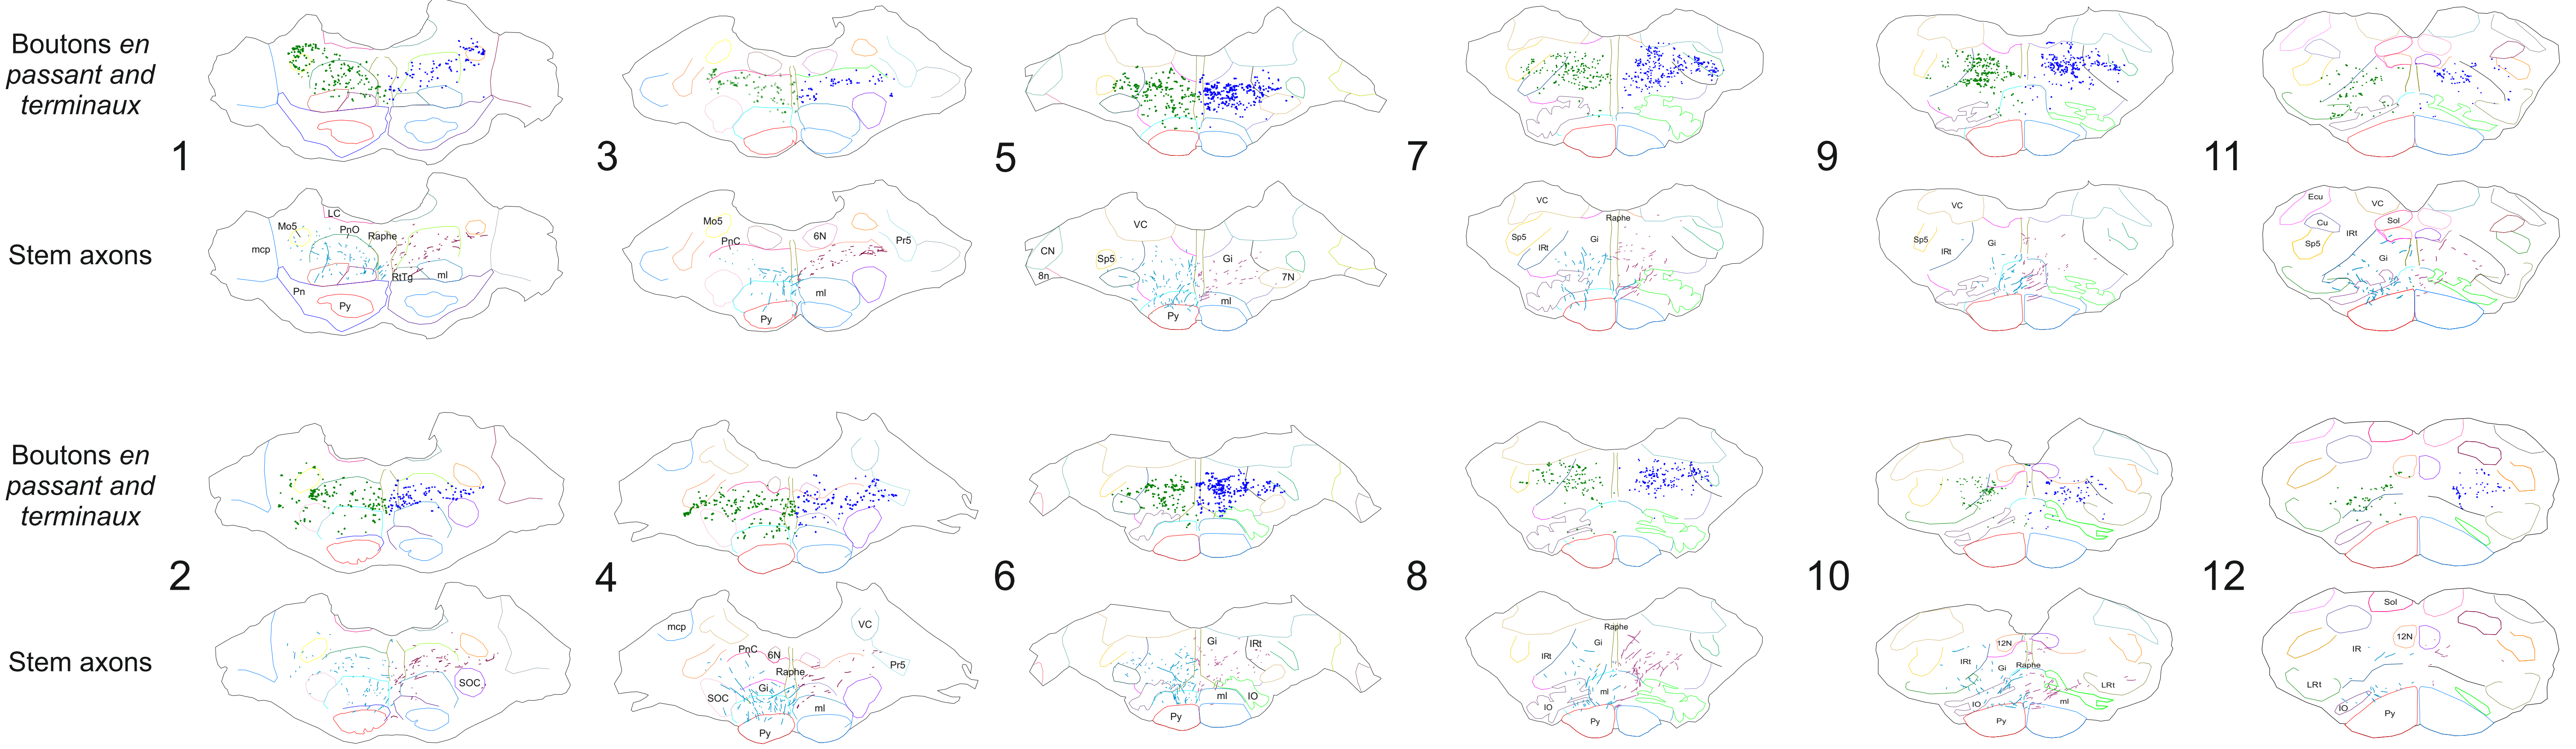 Boutons en
passant and
terminaux
1
3
5
7
9
11
Stem axons
mcp
Mo5
LC
PnO
Raphe
RtTg
ml
Pn
Py
Mo5
PnC
6N
Pr5
ml
Py
CN
8n
VC
Sp5
Gi
7N
ml
Py
VC
Raphe
Sp5
IRt
Gi
VC
Sp5
IRt
Gi
Ecu
VC
Cu
Sol
Sp5
IRt
Gi
Boutons en
passant and
terminaux
2
4
6
8
10
12
Stem axons
SOC
mcp
VC
PnC
6N
Raphe
Pr5
Gi
SOC
ml
Py
Gi
IRt
ml
IO
Py
Raphe
Gi
IRt
ml
IO
Py
12N
IRt
Gi
Raphe
LRt
IO
ml
Py
Sol
12N
IR
LRt
IO
Py